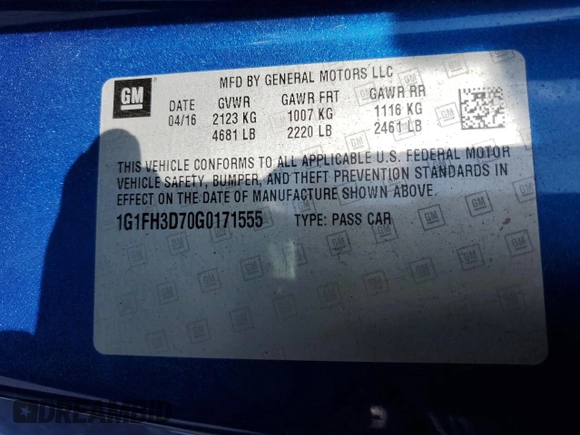 MFD BY GENERAL MOTORS LLC
GM
DATE GVWR GAWR FRT GAWR RR
04/16 2123 KG 1007 KG 1116 KG
4681 LB 2220 LB 2461 LB
THIS VEHICLE CONFORMS TO ALL APPLICABLE U.S. FEDERAL MOTOR
VEHICLE SAFETY, BUMPER, AND THEFT PREVENTION STANDARDS IN
EFFECT ON THE DATE OF MANUFACTURE SHOWN ABOVE.
1G1FH3D70G0171555 TYPE: PASS CAR
DREAMBID